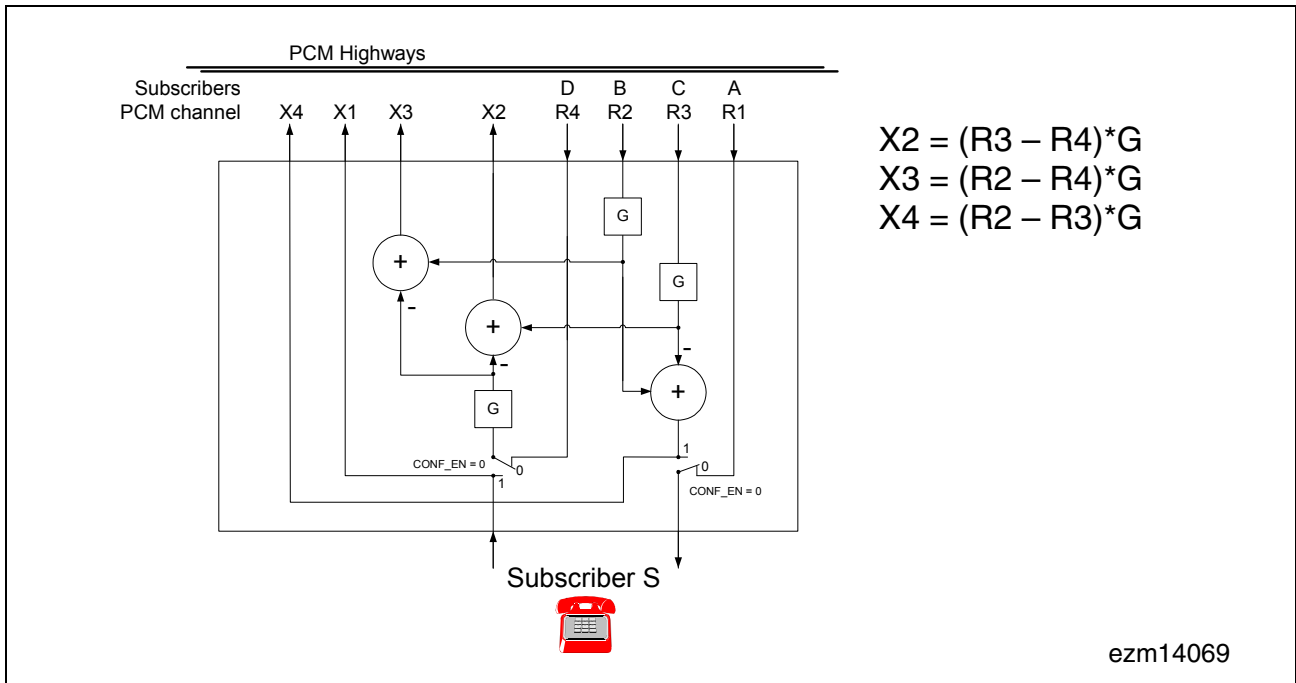 PCM Highways
Subscribers D B C A
PCM channel X4 X1 X3 X2 R4 R2 R3 R1
X2 = (R3 – R4)*G
X3 = (R2 – R4)*G
X4 = (R2 – R3)*G
G
+
G
-
+
-
-
+
G
1
CONF_EN = 0
0
0
1
CONF_EN = 0
Subscriber S
ezm14069